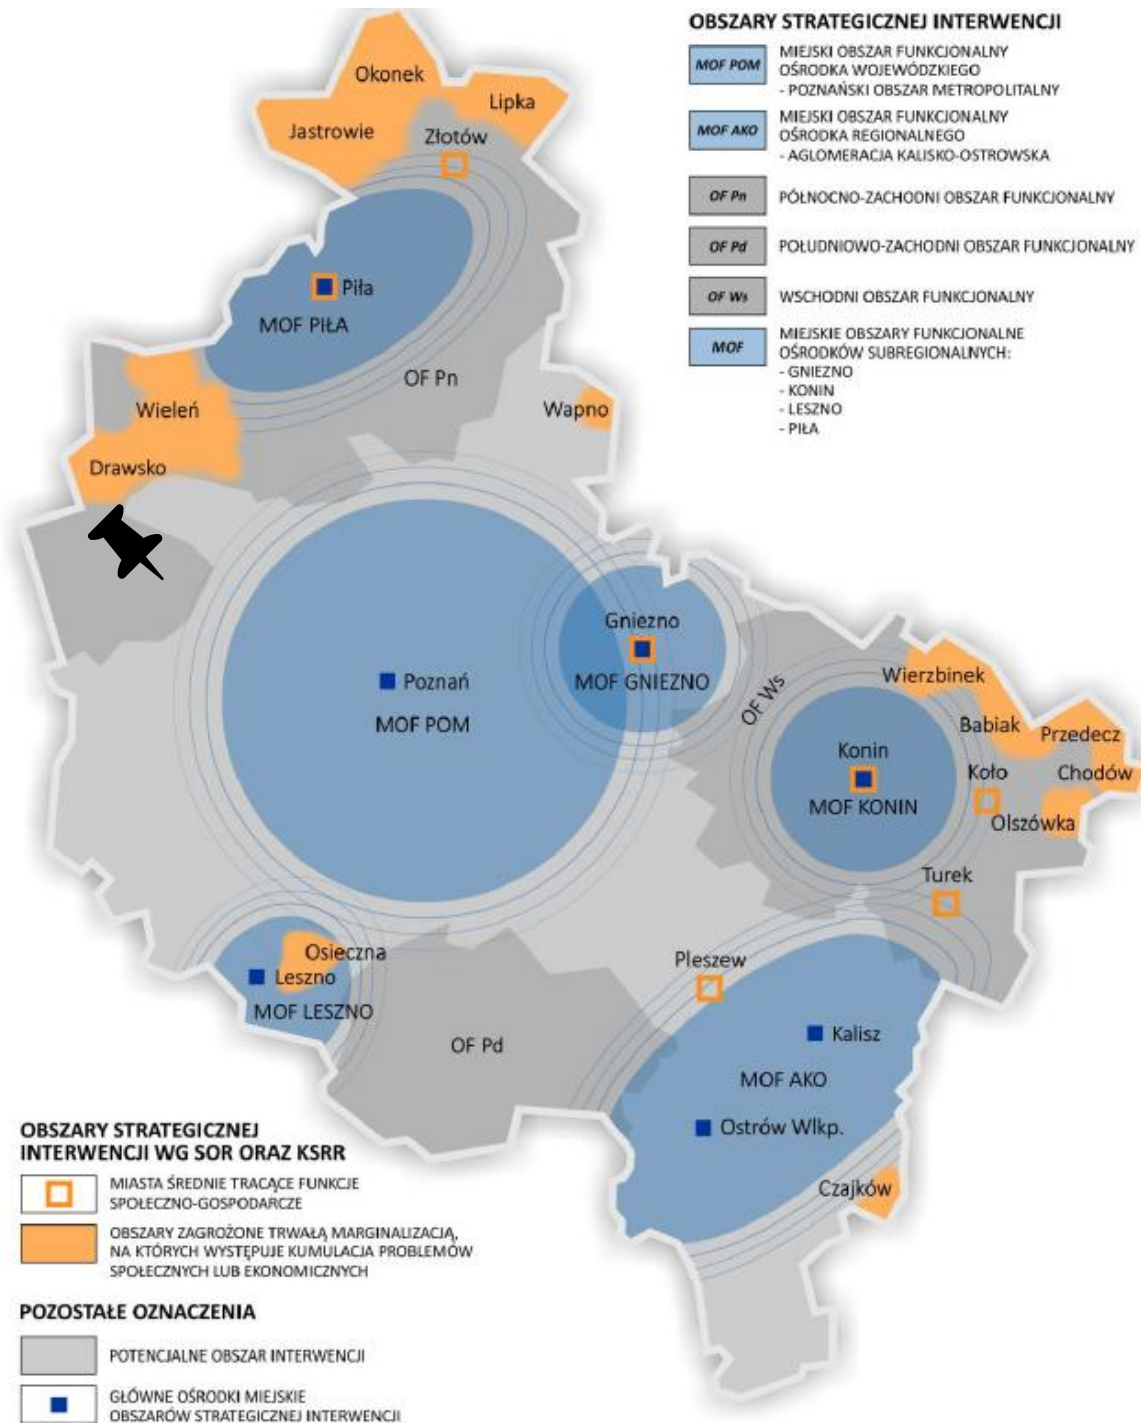 OBSZARY STRATEGICZNEJ INTERWENCJI
MOF POM
MIEJSKI OBSZAR FUNKCJONALNY
OŚRODKA WOJEWÓDZKIEGO
- POZNAŃSKI OBSZAR METROPOLITALNY
MOF AKO
MIEJSKI OBSZAR FUNKCJONALNY
OŚRODKA REGIONALNEGO
- AGLOMERACJA KALISKO-OSTROWSKA
OF Pn
PÓŁNOCNO-ZACHODNI OBSZAR FUNKCJONALNY
OF Pd
POŁUDNIOWO-ZACHODNI OBSZAR FUNKCJONALNY
OF Ws
WSCHODNI OBSZAR FUNKCJONALNY
MOF
MIEJSKIE OBSZARY FUNKCJONALNE
OŚRODKÓW SUBREGIONALNYCH:
- GNIEZNO
- KONIN
- LESZNO
- PIŁA
Okonek
Lipka
Jastrowie
Złotów
Piła
MOF PIŁA
OF Pn
Wieleń
Wapno
Drawsko
Gniezno
MOF GNIEZNO
Poznań
MOF POM
OF Ws
Wierzbinek
Babiak
Przedecz
Konin
Koło
Chodów
MOF KONIN
Olszówka
Turek
Osieczna
Leszno
MOF LESZNO
Pleszew
OF Pd
Kalisz
MOF AKO
Ostrów Wlkp.
Czajków
OBSZARY STRATEGICZNEJ
INTERWENCJI WG SOR ORAZ KSRR
MIASTA ŚREDNIE TRACĄCE FUNKCJE
SPOŁECZNO-GOSPODARCZE
OBSZARY ZAGROŻONE TRWAŁĄ MARGINALIZACJĄ,
NA KTÓRYCH WYSTĘPUJE KUMULACJA PROBLEMÓW
SPOŁECZNYCH LUB EKONOMICZNYCH
POZOSTAŁE OZNACZENIA
POTENCJALNE OBSZAR INTERWENCJI
GŁÓWNE OŚRODKI MIEJSKIE
OBSZARÓW STRATEGICZNEJ INTERWENCJI